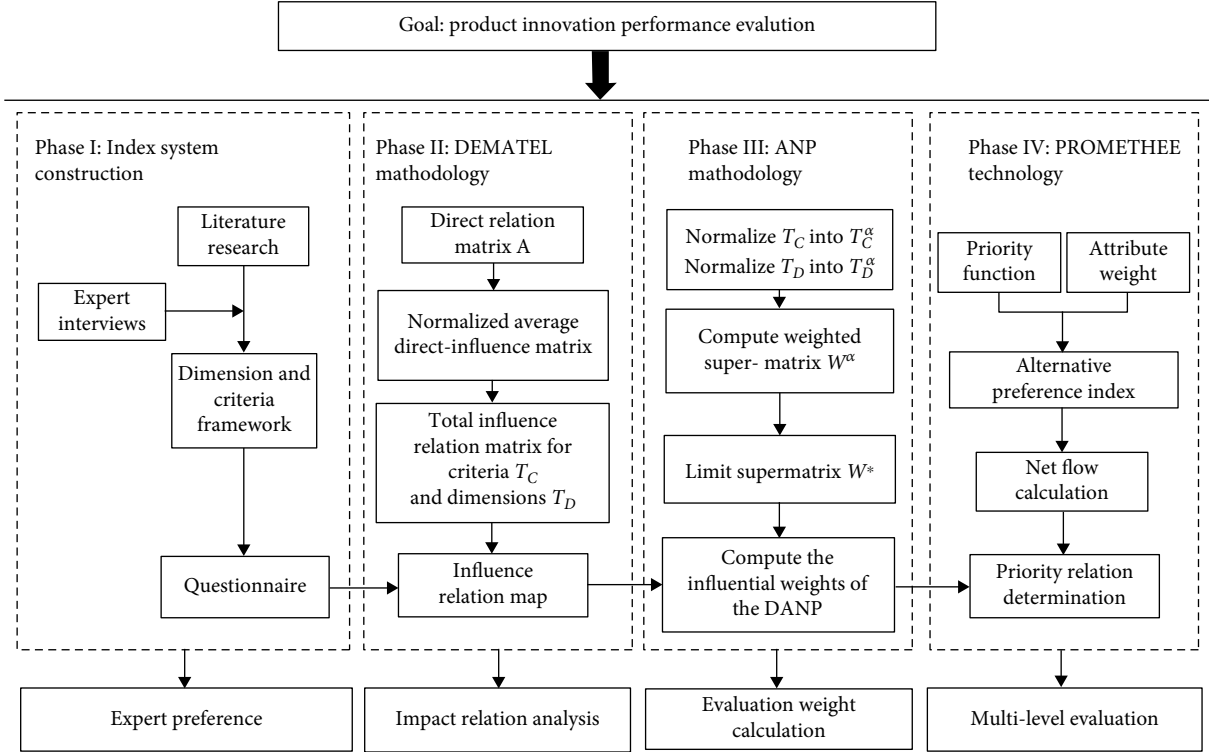 Goal: product innovation performance evalution
Phase I: Index system
construction
Literature
research
Expert
interviews
Dimension and
criteria
framework
Questionnaire
Expert preference
Phase II: DEMATEL
mathodology
Direct relation
matrix A
Normalized average
direct-influence matrix
Total influence
relation matrix for
criteria T_C
and dimensions T_D
Influence
relation map
Impact relation analysis
Phase III: ANP
mathodology
Normalize T_C into T_C^α
Normalize T_D into T_D^α
Compute weighted
super- matrix W^α
Limit supermatrix W*
Compute the
influential weights of
the DANP
Evaluation weight
calculation
Phase IV: PROMETHEE
technology
Priority
function
Attribute
weight
Alternative
preference index
Net flow
calculation
Priority relation
determination
Multi-level evaluation